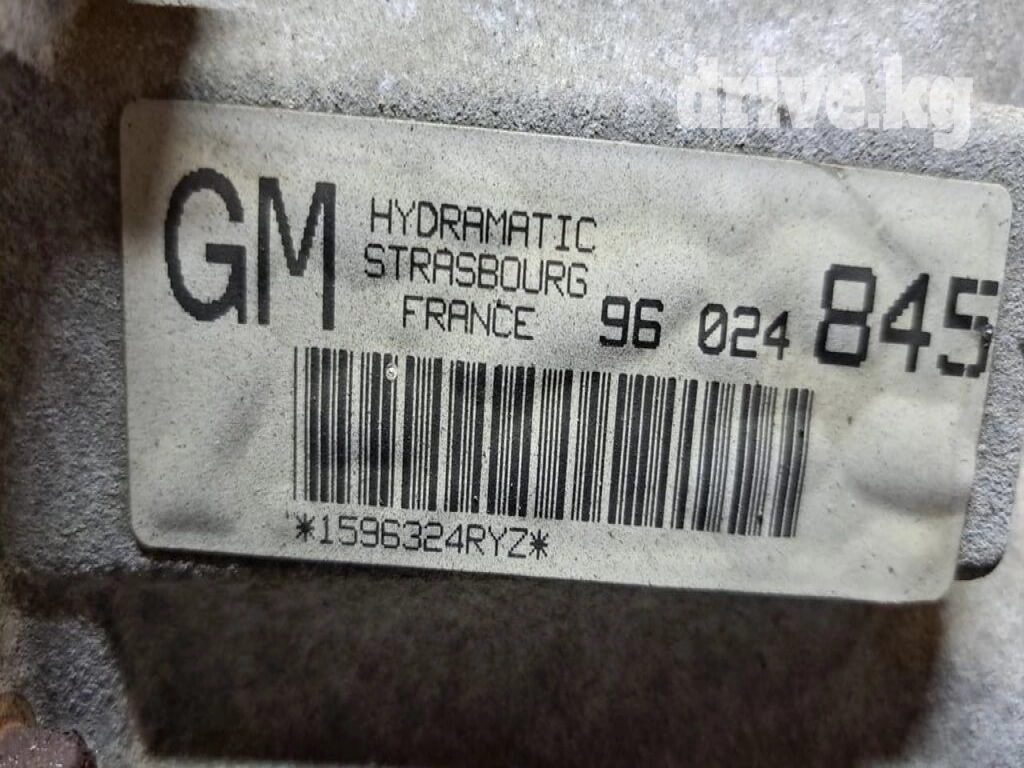 drive.kg
GM HYDRAMATIC
STRASBOURG
FRANCE 96 024 845
*1596324RYZ*